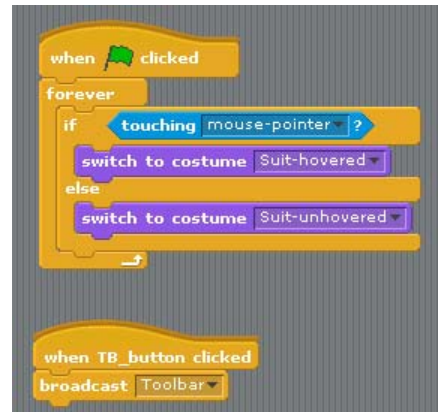 when clicked
forever
if touching mouse-pointer ?
switch to costume Suit-hovered
else
switch to costume Suit-unhovered
when TB_button clicked
broadcast Toolbar